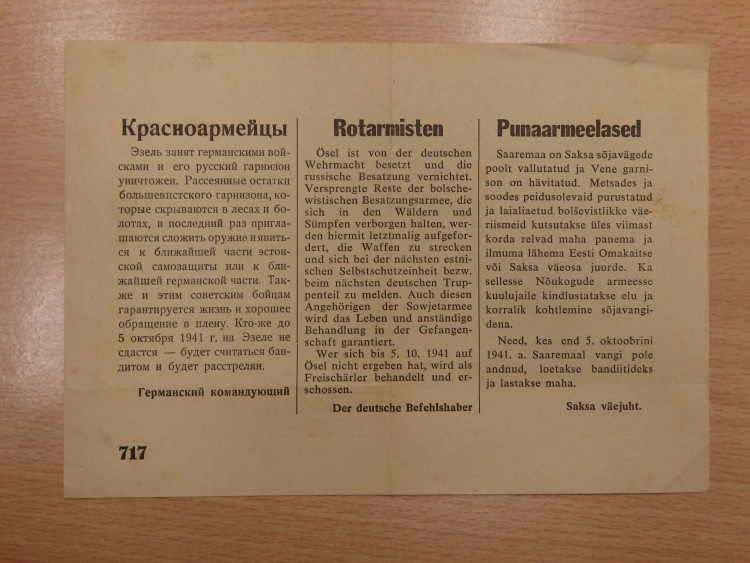 Красноармейцы
Эзель занят германскими вой-
сками и его русский гарнизон
уничтожен. Рассеянные остатки
большевистского гарнизона, ко-
торые скрываются в лесах и бо-
лотах, в последний раз пригла-
шаются сложить оружие и явить-
ся к ближайшей части эстон-
ской самозащиты или к бли-
жайшей германской части. Так-
же и этим советским бойцам
гарантируется жизнь и хорошее
обращение в плену. Кто-же до
5 октября 1941 г. на Эзеле не
сдастся — будет считаться бан-
дитом и будет расстрелян.
Германский командующий
717
Rotarmisten
Ösel ist von der deutschen
Wehrmacht besetzt und die
russische Besatzung vernichtet.
Versprengte Reste der bolsche-
wistischen Besatzungsarmee, die
sich in den Wäldern und
Sümpfen verborgen halten, wer-
den hiermit letztmalig aufgefor-
dert, die Waffen zu strecken
und sich bei der nächsten estni-
schen Selbstschutzeinheit bezw.
beim nächsten deutschen Trup-
penteil zu melden. Auch diesen
Angehörigen der Sowjetarmee
wird das Leben und anständige
Behandlung in der Gefangen-
schaft garantiert.
Wer sich bis 5. 10. 1941 auf
Ösel nicht ergeben hat, wird als
Freischärler behandelt und er-
schossen.
Der deutsche Befehlshaber
Punaarmeelased
Saaremaa on Saksa sõjavägede
poolt vallutatud ja Vene garni-
son on hävitatud. Metsades ja
soodes peidusolevaid purustatud
ja laialiaetud bolševistlikke väe-
riismeid kutsutakse üles viimast
korda relvad maha panema ja
ilmuma lähema Eesti Omakaitse
või Saksa väeosa juurde. Ka
sellesse Nõukogude armeesse
kuulujaile kindlustatakse elu ja
korralik kohtlemine sõjavangi-
dena.
Need, kes end 5. oktoobrini
1941. a. Saaremaal vangi pole
andnud, loetakse bandiitideks
ja lastakse maha.
Saksa väejuht.